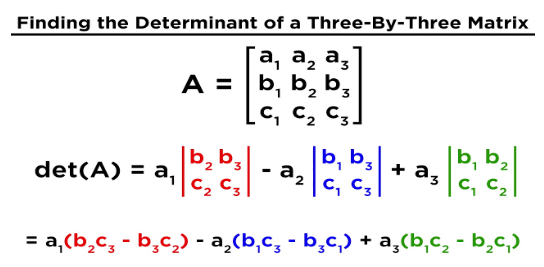 Finding the Determinant of a Three-By-Three Matrix
A = [a₁ a₂ a₃
b₁ b₂ b₃
c₁ c₂ c₃]
det(A) = a₁ |b₂ b₃ - a₂ |b₁ b₃ + a₃ |b₁ b₂
c₂ c₃| c₁ c₃| c₁ c₂|
= a₁(b₂c₃ - b₃c₂) - a₂(b₁c₃ - b₃c₁) + a₃(b₁c₂ - b₂c₁)